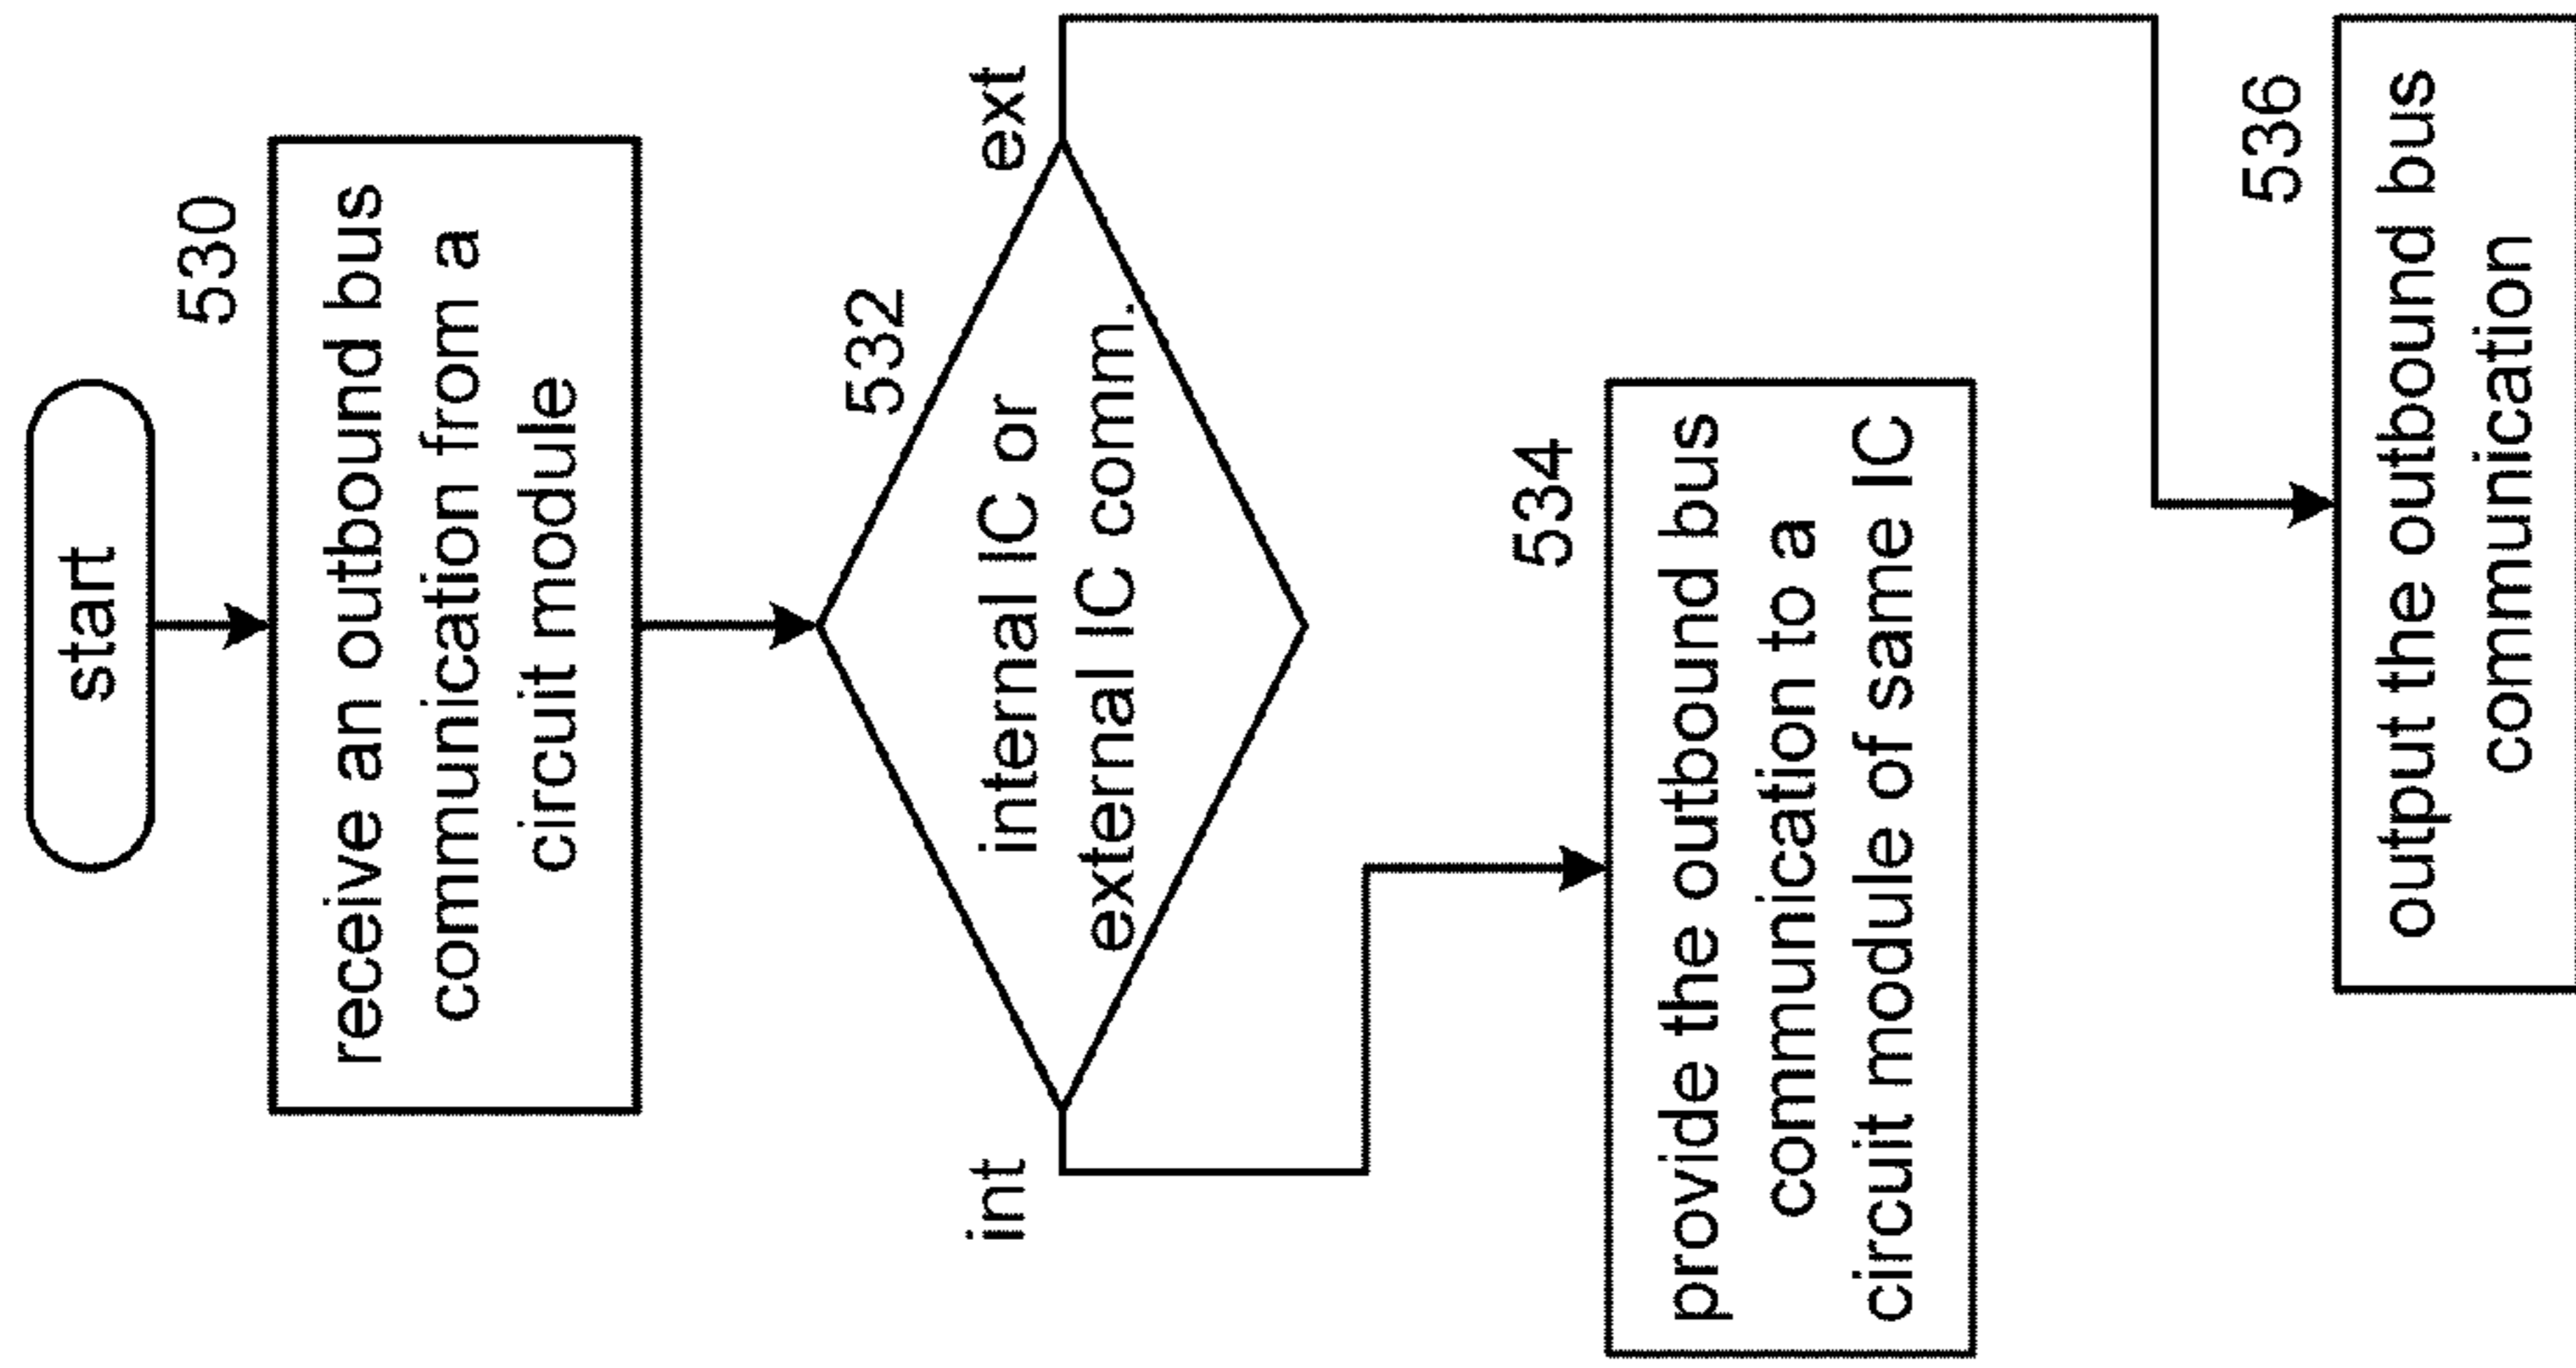 start
530
receive an outbound bus
communication from a
circuit module
532
internal IC or
external IC comm.
int
ext
534
provide the outbound bus
communication to a
circuit module of same IC
536
output the outbound bus
communication